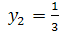 y₂ = 1/3